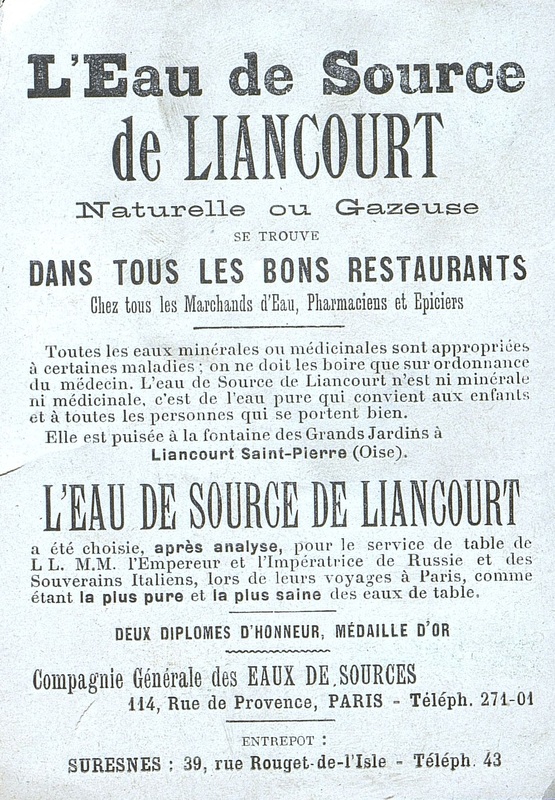 L'Eau de Source
de LIANCOURT
Naturelle ou Gazeuse
SE TROUVE
DANS TOUS LES BONS RESTAURANTS
Chez tous les Marchands d'Eau, Pharmaciens et Epiciers
Toutes les eaux minérales ou médicinales sont appropriées
à certaines maladies ; on ne doit les boire que sur ordonnance
du médecin. L'eau de Source de Liancourt n'est ni minérale
ni médicinale, c'est de l'eau pure qui convient aux enfants
et à toutes les personnes qui se portent bien.
Elle est puisée à la fontaine des Grands Jardins à
Liancourt Saint-Pierre (Oise).
L'EAU DE SOURCE DE LIANCOURT
a été choisie, après analyse, pour le service de table de
L L. M.M. l'Empereur et l'Impératrice de Russie et des
Souverains Italiens, lors de leurs voyages à Paris, comme
étant la plus pure et la plus saine des eaux de table.
DEUX DIPLOMES D'HONNEUR, MÉDAILLE D'OR
Compagnie Générale des EAUX DE SOURCES
114, Rue de Provence, PARIS - Téléph. 271-01
ENTREPOT :
SURESNES : 39, rue Rouget-de-l'Isle - Téléph. 43